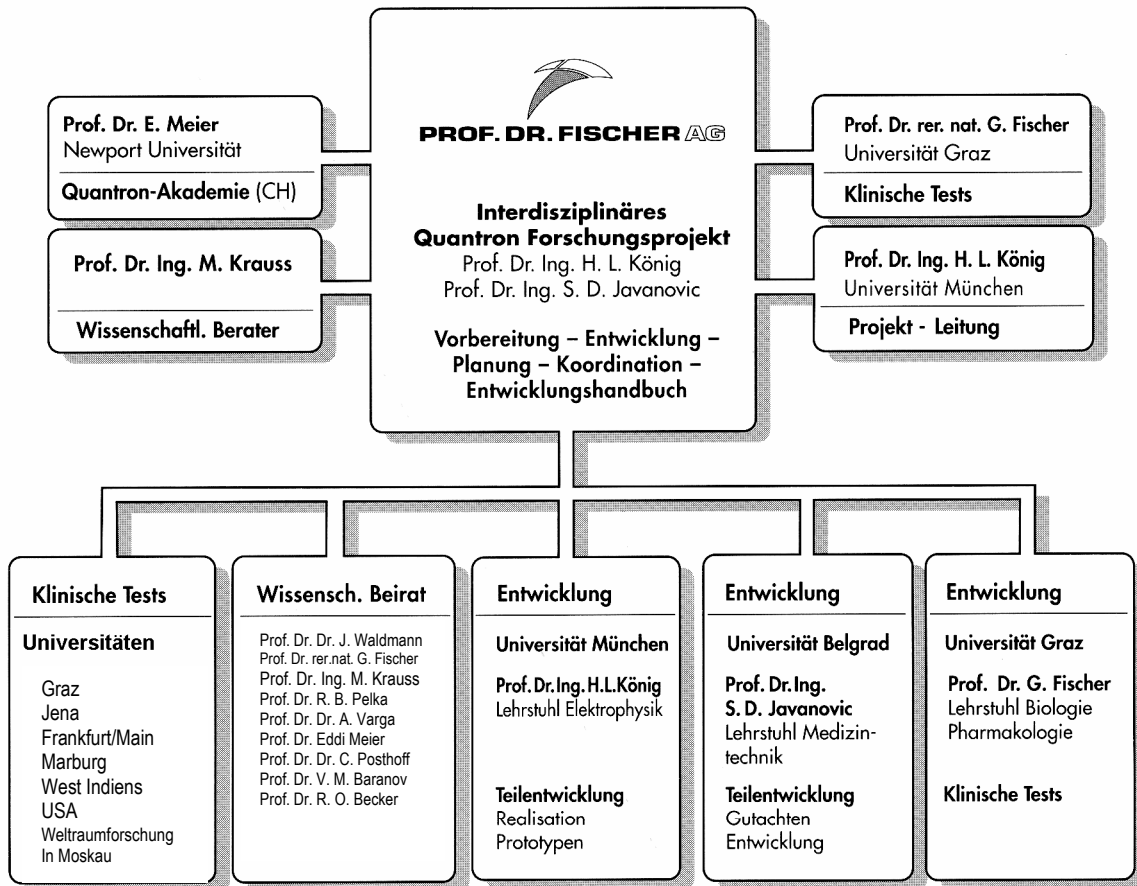 PROF. DR. FISCHER AG
Interdisziplinäres
Quantron Forschungsprojekt
Prof. Dr. Ing. H. L. König
Prof. Dr. Ing. S. D. Javanovic
Vorbereitung – Entwicklung –
Planung – Koordination –
Entwicklungshandbuch
Prof. Dr. E. Meier
Newport Universität
Quantron-Akademie (CH)
Prof. Dr. Ing. M. Krauss
Wissenschaftl. Berater
Prof. Dr. rer. nat. G. Fischer
Universität Graz
Klinische Tests
Prof. Dr. Ing. H. L. König
Universität München
Projekt - Leitung
Klinische Tests
Universitäten
Graz
Jena
Frankfurt/Main
Marburg
West Indiens
USA
Weltraumforschung
In Moskau
Wissensch. Beirat
Prof. Dr. Dr. J. Waldmann
Prof. Dr. rer.nat. G. Fischer
Prof. Dr. Ing. M. Krauss
Prof. Dr. R. B. Pelka
Prof. Dr. Dr. A. Varga
Prof. Dr. Eddi Meier
Prof. Dr. Dr. C. Posthoff
Prof. Dr. V. M. Baranov
Prof. Dr. R. O. Becker
Entwicklung
Universität München
Prof.Dr.Ing.H.L.König
Lehrstuhl Elektrophysik
Teilentwicklung
Realisation
Prototypen
Entwicklung
Universität Belgrad
Prof.Dr.Ing.
S. D. Javanovic
Lehrstuhl Medizin-
technik
Teilentwicklung
Gutachten
Entwicklung
Entwicklung
Universität Graz
Prof. Dr. G. Fischer
Lehrstuhl Biologie
Pharmakologie
Klinische Tests